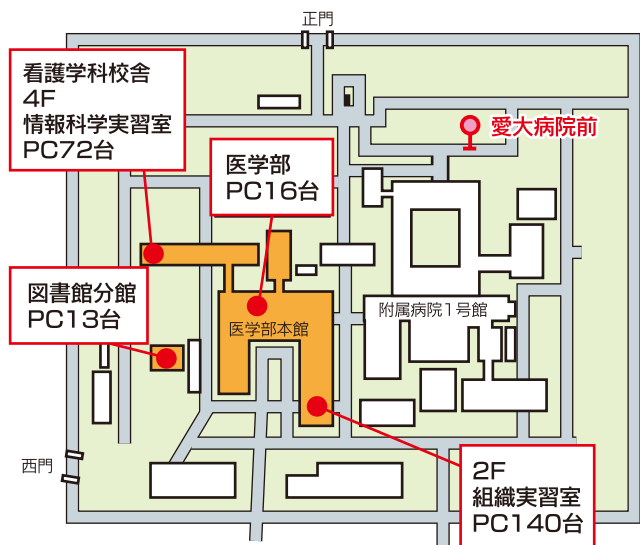 正門
看護学科校舎
4F
情報科学実習室
PC72台
愛大病院前
医学部
PC16台
図書館分館
PC13台
附属病院1号館
医学部本館
西門
2F
組織実習室
PC140台